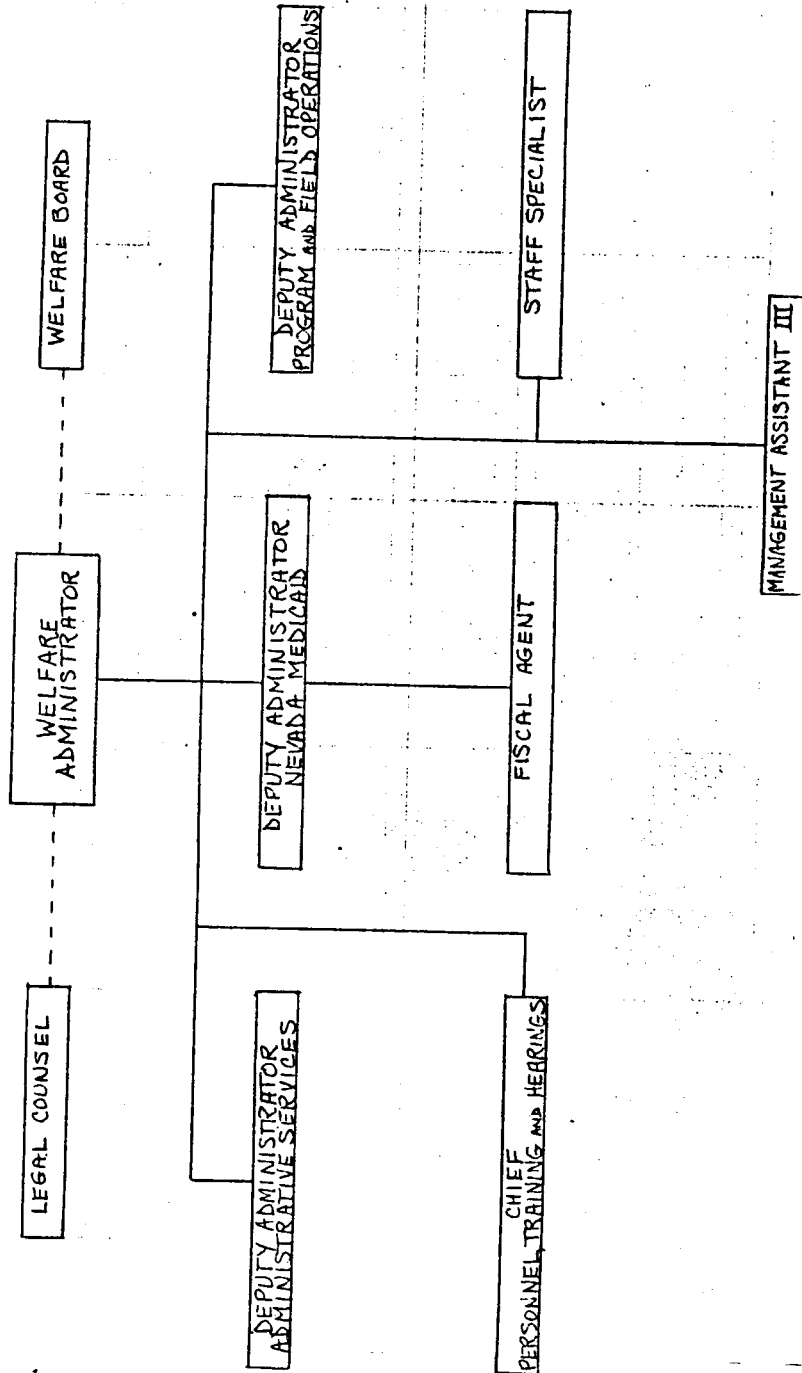 LEGAL COUNSEL
WELFARE
ADMINISTRATOR
WELFARE BOARD
DEPUTY ADMINISTRATOR
ADMINISTRATIVE SERVICES
DEPUTY ADMINISTRATOR
NEVADA MEDICAID
DEPUTY ADMINISTRATOR
PROGRAM AND FIELD OPERATIONS
CHIEF
PERSONNEL, TRAINING AND HEARINGS
FISCAL AGENT
STAFF SPECIALIST
MANAGEMENT ASSISTANT III